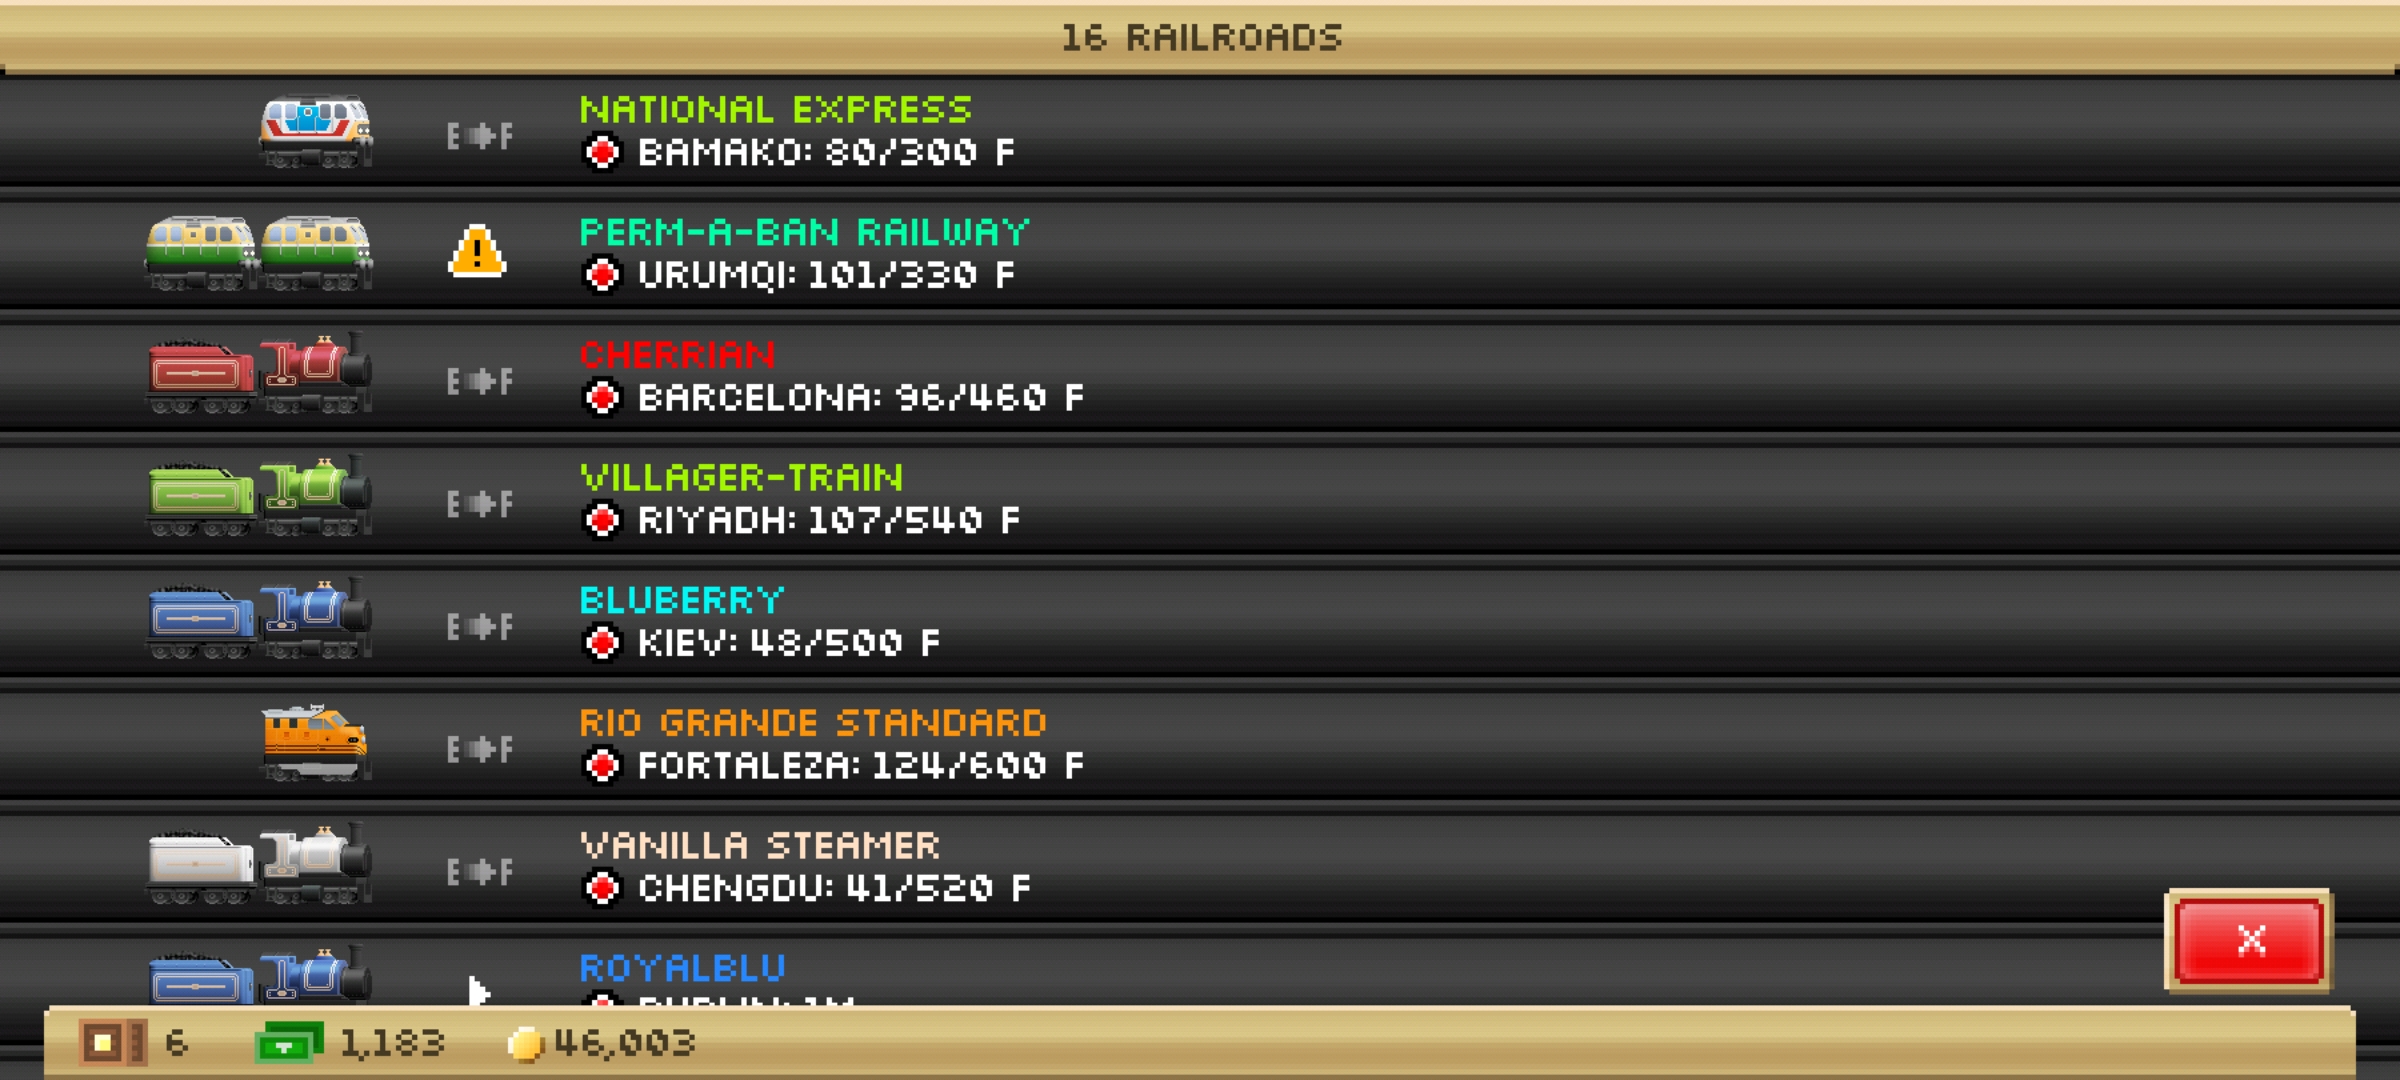 16 RAILROADS
E F NATIONAL EXPRESS
BAMAKO: 80/300 F
PERM-A-BAN RAILWAY
URUMQI: 101/330 F
E F CHERRIAN
BARCELONA: 96/460 F
E F VILLAGER-TRAIN
RIYADH: 107/540 F
E F BLUBERRY
KIEV: 48/500 F
E F RIO GRANDE STANDARD
FORTALEZA: 124/600 F
E F VANILLA STEAMER
CHENGDU: 41/520 F
ROYALBLU
X
6 1,183 46,003